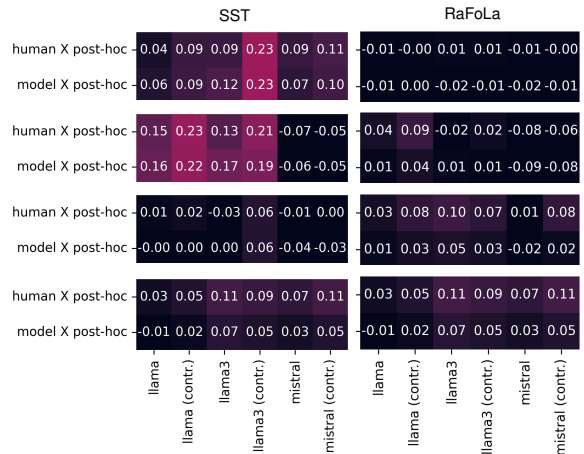 SST RaFoLa
human X post-hoc 0.04 0.09 0.09 0.23 0.09 0.11 -0.01 -0.00 0.01 0.01 -0.01 -0.00
model X post-hoc 0.06 0.09 0.12 0.23 0.07 0.10 -0.01 0.00 -0.02 -0.01 -0.02 -0.01
human X post-hoc 0.15 0.23 0.13 0.21 -0.07 -0.05 0.04 0.09 -0.02 0.02 -0.08 -0.06
model X post-hoc 0.16 0.22 0.17 0.19 -0.06 -0.05 0.01 0.04 0.01 0.01 -0.09 -0.08
human X post-hoc 0.01 0.02 -0.03 0.06 -0.01 0.00 0.03 0.08 0.10 0.07 0.01 0.08
model X post-hoc -0.00 0.00 0.00 0.06 -0.04 -0.03 0.01 0.03 0.05 0.03 -0.02 0.02
human X post-hoc 0.03 0.05 0.11 0.09 0.07 0.11 0.03 0.05 0.11 0.09 0.07 0.11
model X post-hoc -0.01 0.02 0.07 0.05 0.03 0.05 -0.01 0.02 0.07 0.05 0.03 0.05
llama
llama (contr.)
llama3
llama3 (contr.)
mistral
mistral (contr.)
llama
llama (contr.)
llama3
llama3 (contr.)
mistral
mistral (contr.)